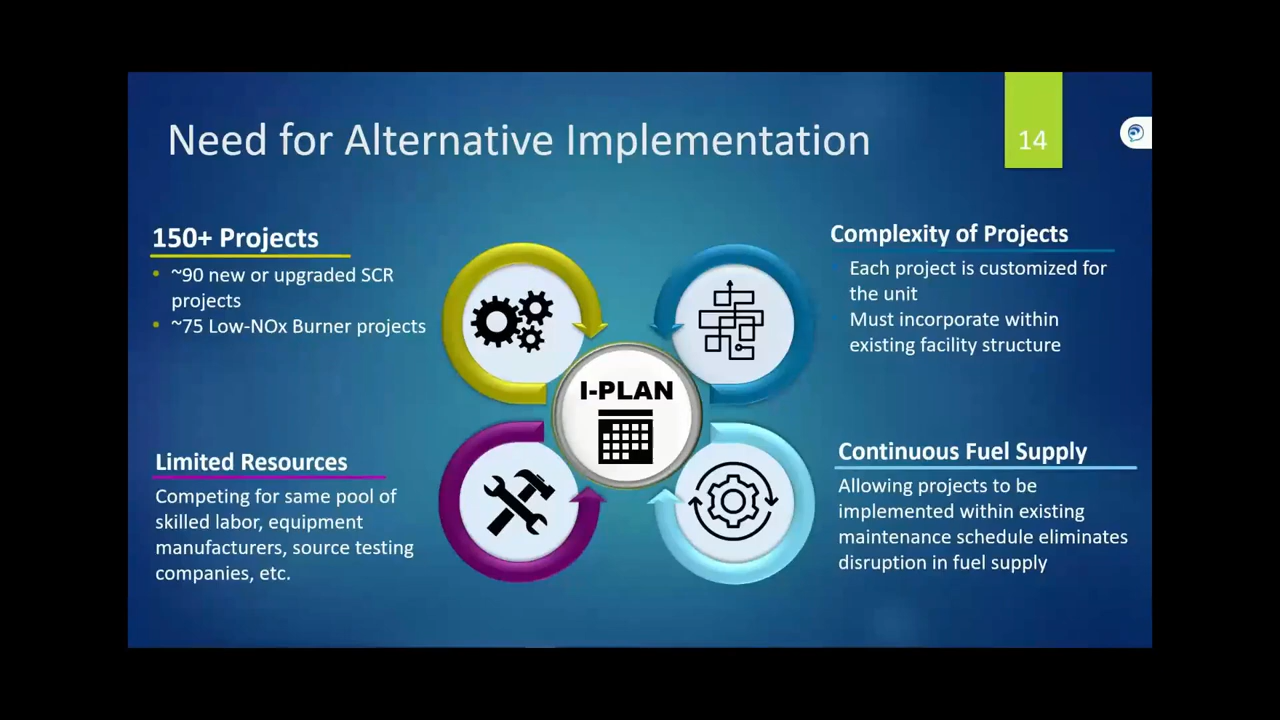 Need for Alternative Implementation
14
150+ Projects
• ~90 new or upgraded SCR
projects
• ~75 Low-NOx Burner projects
Complexity of Projects
Each project is customized for
the unit
Must incorporate within
existing facility structure
I-PLAN
Limited Resources
Competing for same pool of
skilled labor, equipment
manufacturers, source testing
companies, etc.
Continuous Fuel Supply
Allowing projects to be
implemented within existing
maintenance schedule eliminates
disruption in fuel supply